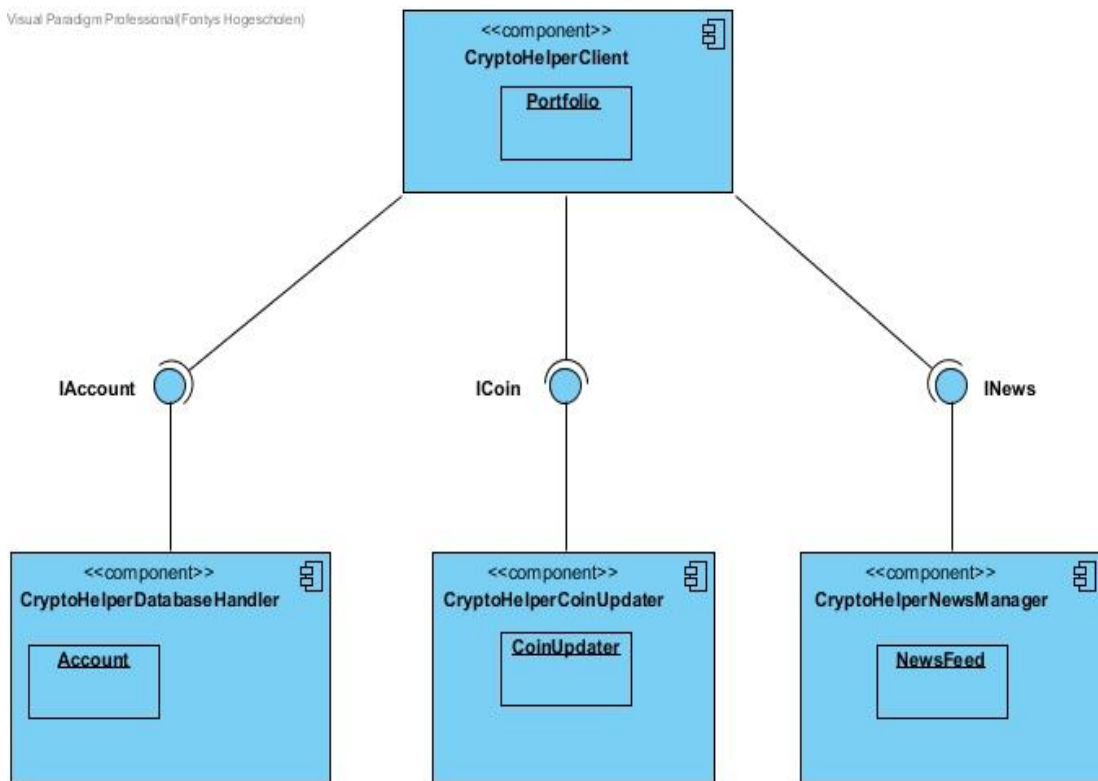 Visual Paradigm Professional(Fontys Hogescholen)
<<component>>
CryptoHelperClient
Portfolio
IAccount
ICoin
INews
<<component>>
CryptoHelperDatabaseHandler
Account
<<component>>
CryptoHelperCoinUpdater
CoinUpdater
<<component>>
CryptoHelperNewsManager
NewsFeed